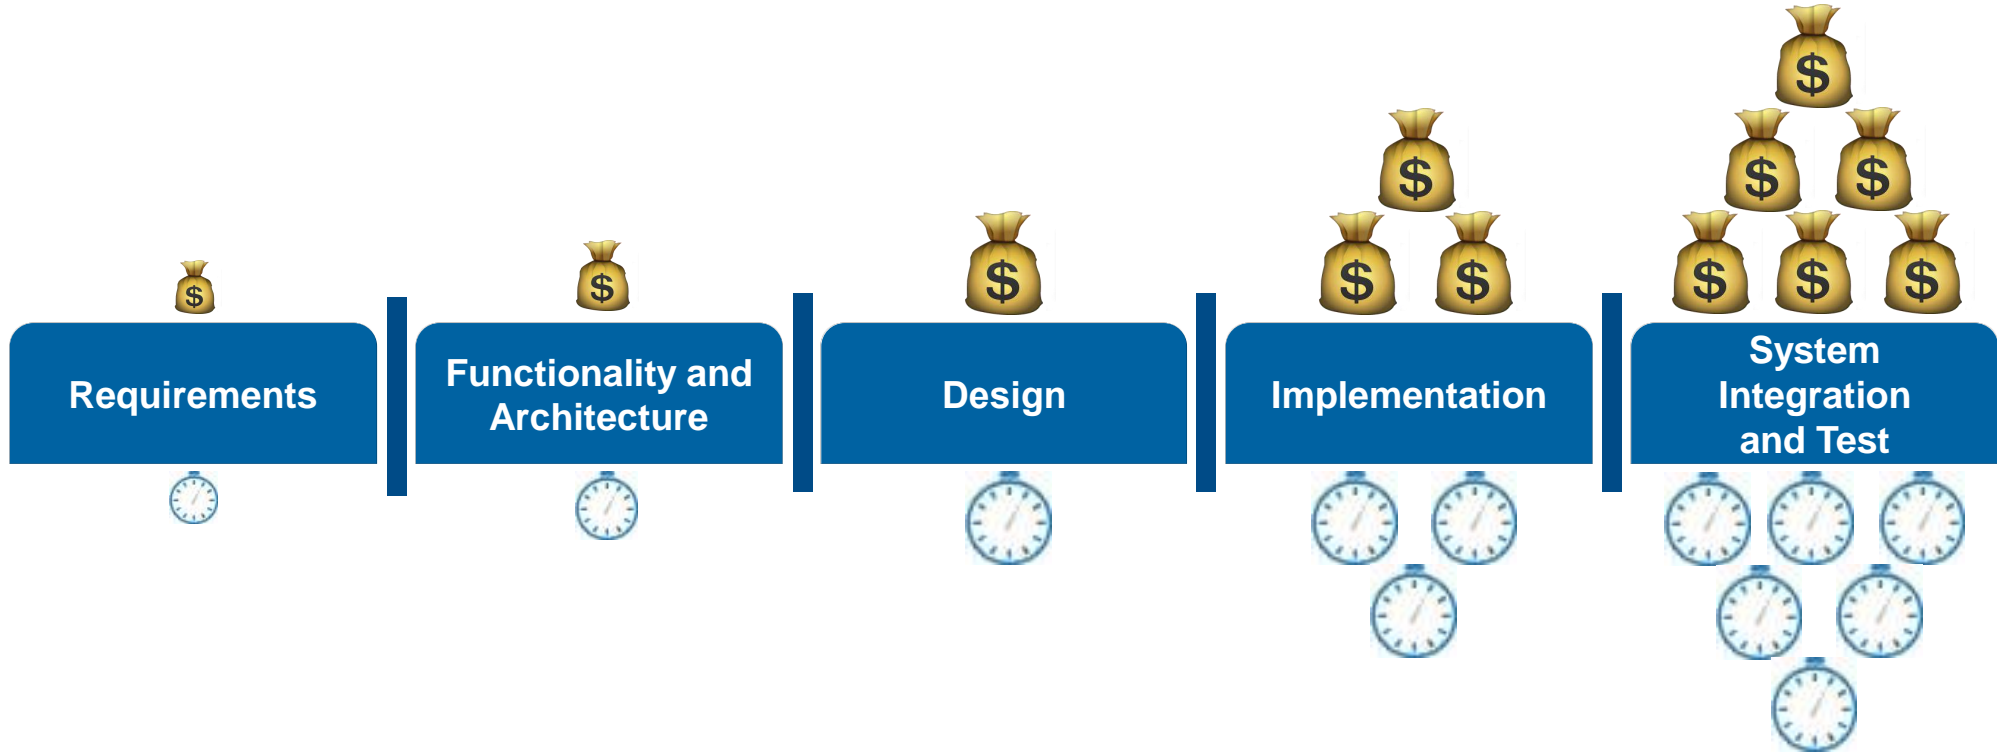 $
$
$
$
$
$
$
$
$
$
$
$
Requirements
Functionality and
Architecture
Design
Implementation
System
Integration
and Test